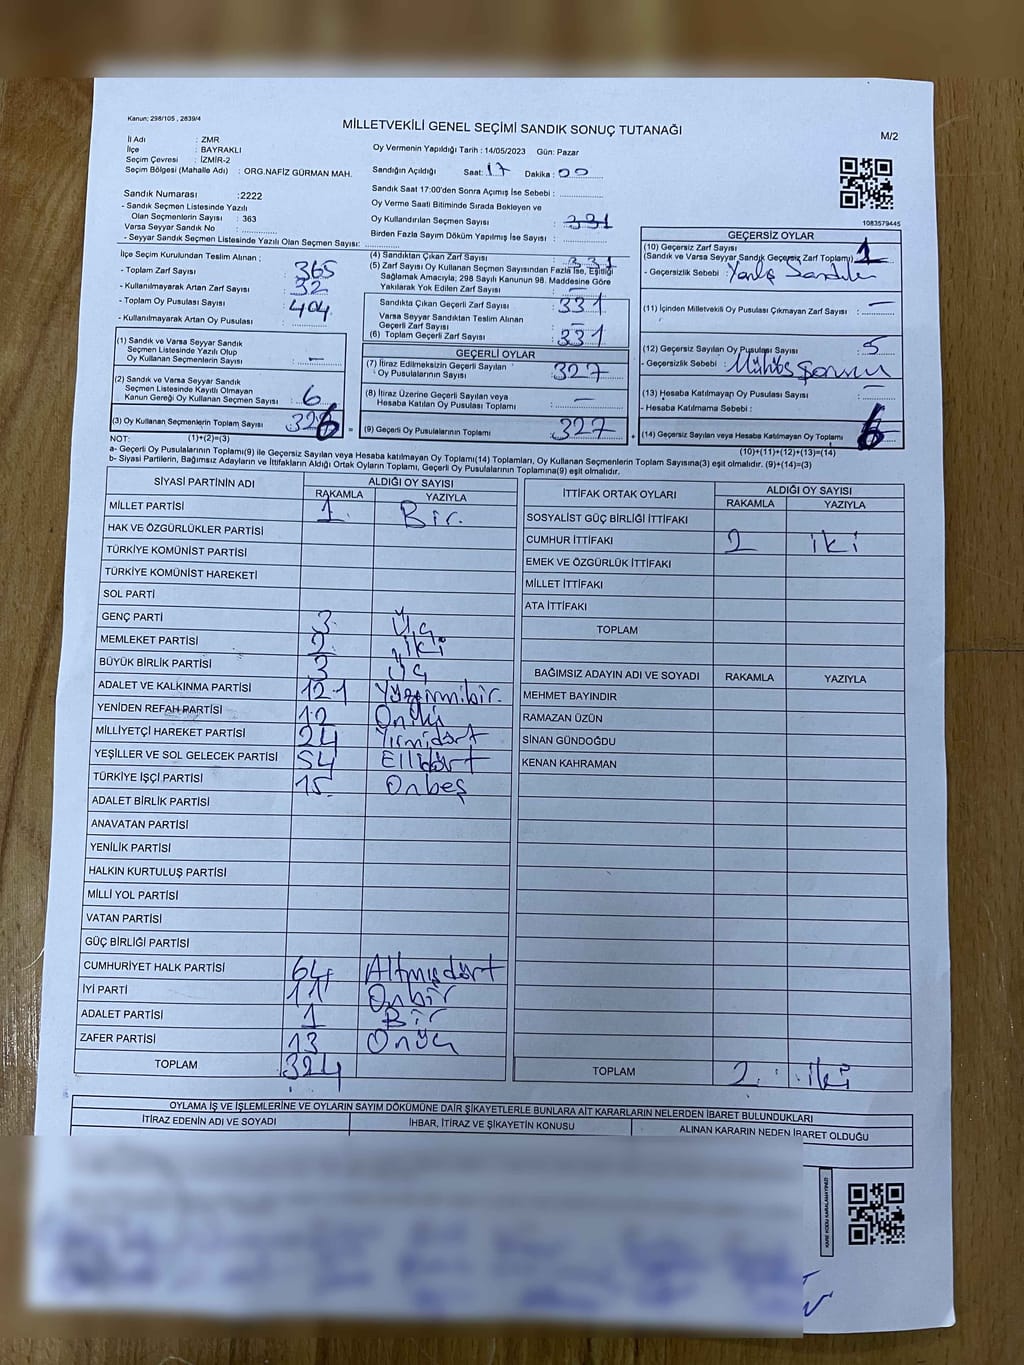 Kanun; 298/105 , 2839/4
MİLLETVEKİLİ GENEL SEÇİMİ SANDIK SONUÇ TUTANAĞI
M/2
İl Adı : ZMR
İlçe : BAYRAKLI
Seçim Çevresi : İZMİR-2
Seçim Bölgesi (Mahalle Adı) : ORG.NAFİZ GÜRMAN MAH.
Oy Vermenin Yapıldığı Tarih : 14/05/2023 Gün: Pazar
Sandığın Açıldığı Saat: 17 Dakika : 00
Sandık Saat 17:00'den Sonra Açımış İse Sebebi :
Oy Verme Saati Bitiminde Sırada Bekleyen ve
Oy Kullandırılan Seçmen Sayısı : 331
Birden Fazla Sayım Döküm Yapılmış İse Sayısı :
Sandık Numarası :2222
- Sandık Seçmen Listesinde Yazılı
Olan Seçmenlerin Sayısı : 363
Varsa Seyyar Sandık No :
- Seyyar Sandık Seçmen Listesinde Yazılı Olan Seçmen Sayısı:
1083579445
İlçe Seçim Kurulundan Teslim Alınan ;
- Toplam Zarf Sayısı : 365
- Kullanılmayarak Artan Zarf Sayısı : 32
- Toplam Oy Pusulası Sayısı : 404
- Kullanılmayarak Artan Oy Pusulası :
(1) Sandık ve Varsa Seyyar Sandık
Seçmen Listesinde Yazılı Olup
Oy Kullanan Seçmenlerin Sayısı : –
(2) Sandık ve Varsa Seyyar Sandık
Seçmen Listesinde Kayıtlı Olmayan
Kanun Gereği Oy Kullanan Seçmen Sayısı : 6
(3) Oy Kullanan Seçmenlerin Toplam Sayısı
(4) Sandıktan Çıkan Zarf Sayısı : 331
(5) Zarf Sayısı Oy Kullanan Seçmen Sayısından Fazla İse, Eşitliği
Sağlamak Amacıyla; 298 Sayılı Kanunun 98. Maddesine Göre
Yakılarak Yok Edilen Zarf Sayısı : –
Sandıkta Çıkan Geçerli Zarf Sayısı : 331
Varsa Seyyar Sandıktan Teslim Alınan
Geçerli Zarf Sayısı : –
(6) Toplam Geçerli Zarf Sayısı : 331
GEÇERLİ OYLAR
(7) İtiraz Edilmeksizin Geçerli Sayılan
Oy Pusulalarının Sayısı : 327
(8) İtiraz Üzerine Geçerli Sayılan veya
Hesaba Katılan Oy Pusulası Toplamı : –
= (9) Geçerli Oy Pusulalarının Toplamı : 327 +
GEÇERSİZ OYLAR
(10) Geçersiz Zarf Sayısı : 1
(Sandık ve Varsa Seyyar Sandık Geçersiz Zarf Toplamı)
- Geçersizlik Sebebi :
(11) İçinden Milletvekili Oy Pusulası Çıkmayan Zarf Sayısı : –
(12) Geçersiz Sayılan Oy Pusulası Sayısı : 5
- Geçersizlik Sebebi :
(13) Hesaba Katılmayan Oy Pusulası Sayısı : –
- Hesaba Katılmama Sebebi :
(14) Geçersiz Sayılan veya Hesaba Katılmayan Oy Toplamı : 6
NOT: (1)+(2)=(3)
(10)+(11)+(12)+(13)=(14)
a- Geçerli Oy Pusulalarının Toplamı(9) ile Geçersiz Sayılan veya Hesaba Katılmayan Oy Toplamı(14) Toplamları, Oy Kullanan Seçmenlerin Toplam Sayısına(3) eşit olmalıdır. (9)+(14)=(3)
b- Siyasi Partilerin, Bağımsız Adayların ve İttifakların Aldığı Ortak Oyların Toplamı, Geçerli Oy Pusulalarının Toplamına(9) eşit olmalıdır.
SİYASİ PARTİNİN ADI ALDIĞI OY SAYISI
RAKAMLA YAZIYLA
MİLLET PARTİSİ 1 Bir.
HAK VE ÖZGÜRLÜKLER PARTİSİ
TÜRKİYE KOMÜNİST PARTİSİ
TÜRKİYE KOMÜNİST HAREKETİ
SOL PARTİ
GENÇ PARTİ 3 Üç
MEMLEKET PARTİSİ 2 iki
BÜYÜK BİRLİK PARTİSİ 3 Üç
ADALET VE KALKINMA PARTİSİ 121 Yüzyirmibir.
YENİDEN REFAH PARTİSİ 12 Oniki
MİLLİYETÇİ HAREKET PARTİSİ 24 Yirmidört
YEŞİLLER VE SOL GELECEK PARTİSİ 54 Ellidört
TÜRKİYE İŞÇİ PARTİSİ 15 Onbeş
ADALET BİRLİK PARTİSİ
ANAVATAN PARTİSİ
YENİLİK PARTİSİ
HALKIN KURTULUŞ PARTİSİ
MİLLİ YOL PARTİSİ
VATAN PARTİSİ
GÜÇ BİRLİĞİ PARTİSİ
CUMHURİYET HALK PARTİSİ 64 Altmışdört
İYİ PARTİ 11 Onbir
ADALET PARTİSİ 1 Bir
ZAFER PARTİSİ 13 Onüç
TOPLAM 324
İTTİFAK ORTAK OYLARI ALDIĞI OY SAYISI
RAKAMLA YAZIYLA
SOSYALİST GÜÇ BİRLİĞİ İTTİFAKI
CUMHUR İTTİFAKI 2 iki
EMEK VE ÖZGÜRLÜK İTTİFAKI
MİLLET İTTİFAKI
ATA İTTİFAKI
TOPLAM
BAĞIMSIZ ADAYIN ADI VE SOYADI RAKAMLA YAZIYLA
MEHMET BAYINDIR
RAMAZAN ÜZÜN
SİNAN GÜNDOĞDU
KENAN KAHRAMAN
TOPLAM 2 iki
OYLAMA İŞ VE İŞLEMLERİNE VE OYLARIN SAYIM DÖKÜMÜNE DAİR ŞİKAYETLERLE BUNLARA AİT KARARLARIN NELERDEN İBARET BULUNDUKLARI
İTİRAZ EDENİN ADI VE SOYADI İHBAR, İTİRAZ VE ŞİKAYETİN KONUSU ALINAN KARARIN NEDEN İBARET OLDUĞU
KARE KODU KARALAMAYINIZ!